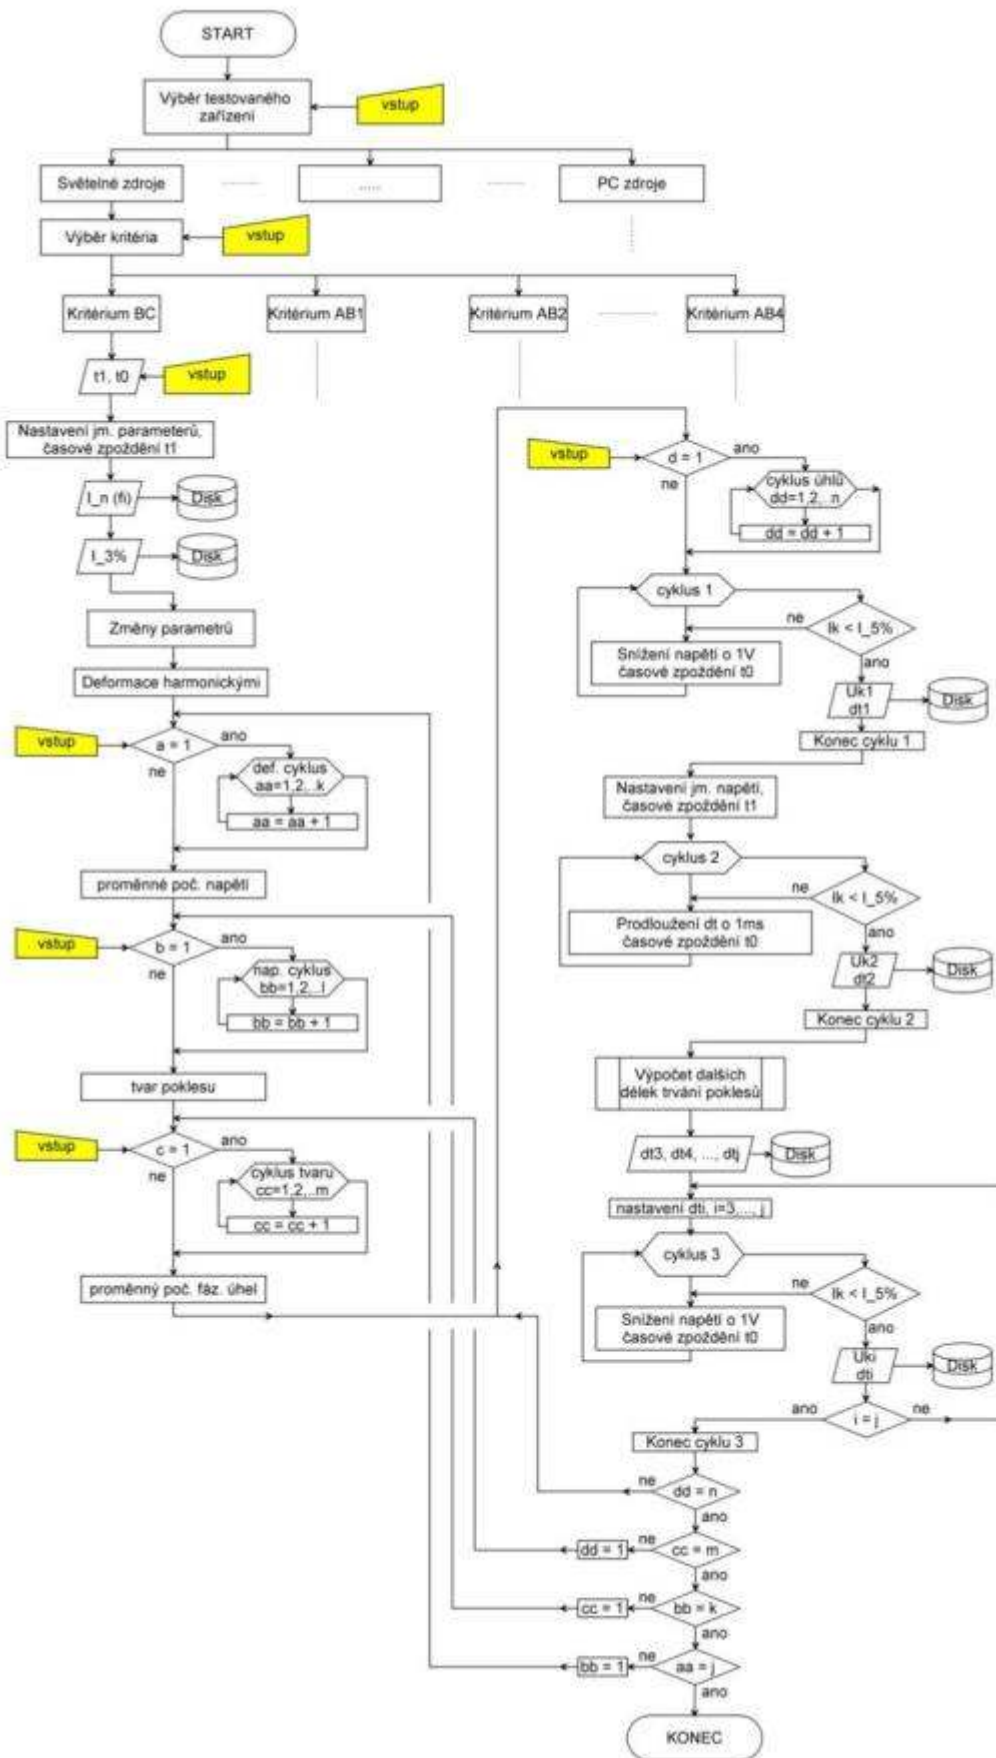 START
Výběr testovaného
zařízení
vstup
Světelné zdroje
.....
PC zdroje
Výběr kritéria
vstup
Kritérium BC
Kritérium AB1
Kritérium AB2
Kritérium AB4
t1, t0
vstup
Nastavení jm. parameterů,
časové zpoždění t1
I_n (fi)
Disk
I_3%
Disk
Změny parametrů
Deformace harmonickými
vstup
a = 1
ano
ne
def. cyklus
aa=1,2,..k
aa = aa + 1
proměnné poč. napětí
vstup
b = 1
ano
ne
nap. cyklus
bb=1,2,..l
bb = bb + 1
tvar poklesu
vstup
c = 1
ano
ne
cyklus tvaru
cc=1,2,..m
cc = cc + 1
proměnný poč. fáz. úhel
vstup
d = 1
ano
ne
cyklus úhlů
dd=1,2,..n
dd = dd + 1
cyklus 1
ne
Ik < I_5%
Snížení napětí o 1V
časové zpoždění t0
ano
Uk1
dt1
Disk
Konec cyklu 1
Nastavení jm. napětí,
časové zpoždění t1
cyklus 2
ne
Ik < I_5%
Prodloužení dt o 1ms
časové zpoždění t0
ano
Uk2
dt2
Disk
Konec cyklu 2
Výpočet dalších
délek trvání poklesů
dt3, dt4, ..., dtj
Disk
nastavení dti, i=3,..., j
cyklus 3
ne
Ik < I_5%
Snížení napětí o 1V
časové zpoždění t0
ano
Uki
dti
Disk
ano
i = j
ne
Konec cyklu 3
ne
dd = n
ano
dd = 1
ne
cc = m
ano
cc = 1
ne
bb = k
ano
bb = 1
ne
aa = j
ano
KONEC